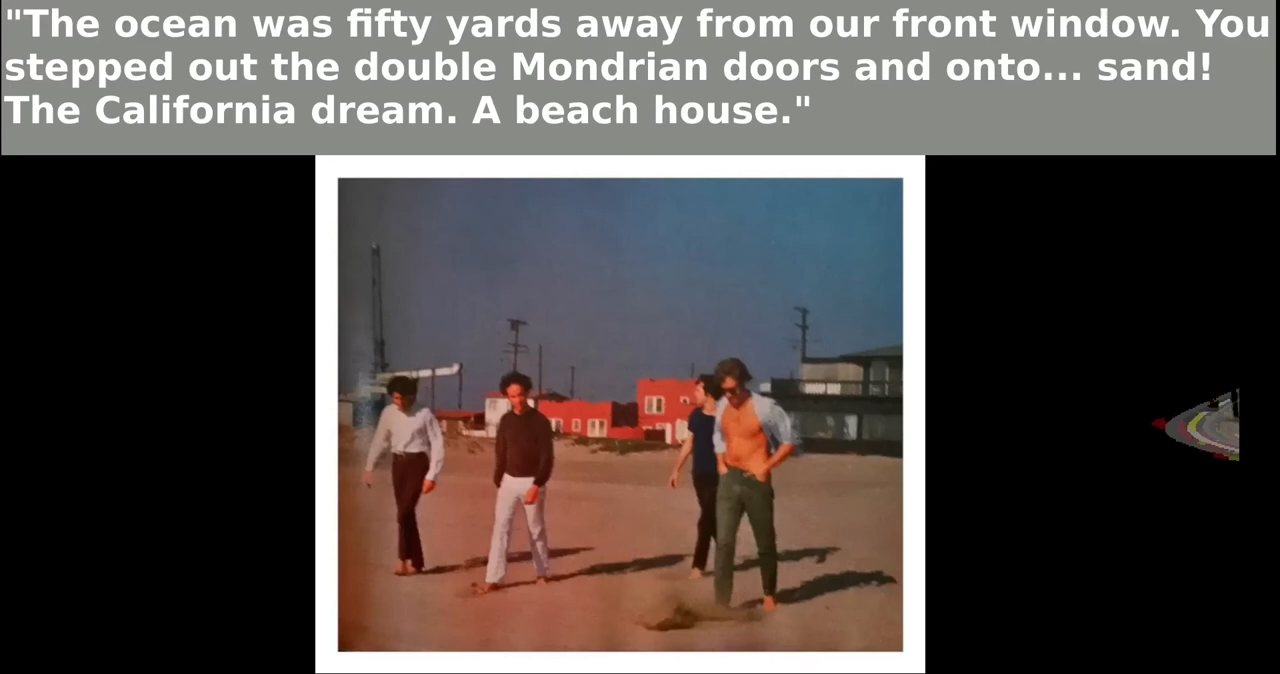 "The ocean was fifty yards away from our front window. You
stepped out the double Mondrian doors and onto... sand!
The California dream. A beach house."